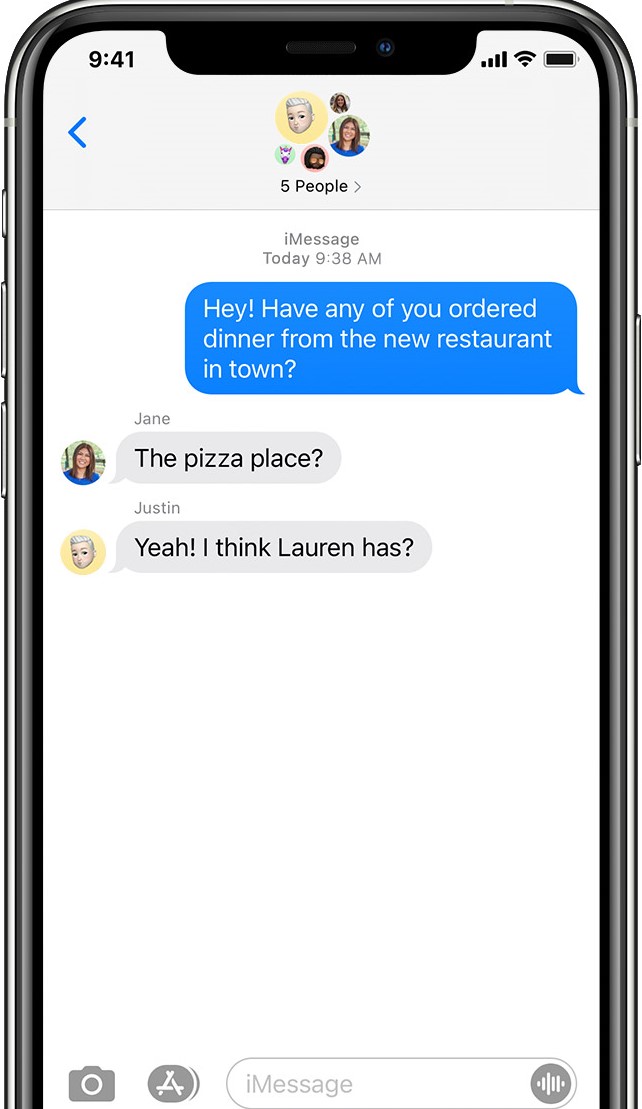 9:41
5 People >
iMessage
Today 9:38 AM
Hey! Have any of you ordered
dinner from the new restaurant
in town?
Jane
The pizza place?
Justin
Yeah! I think Lauren has?
iMessage